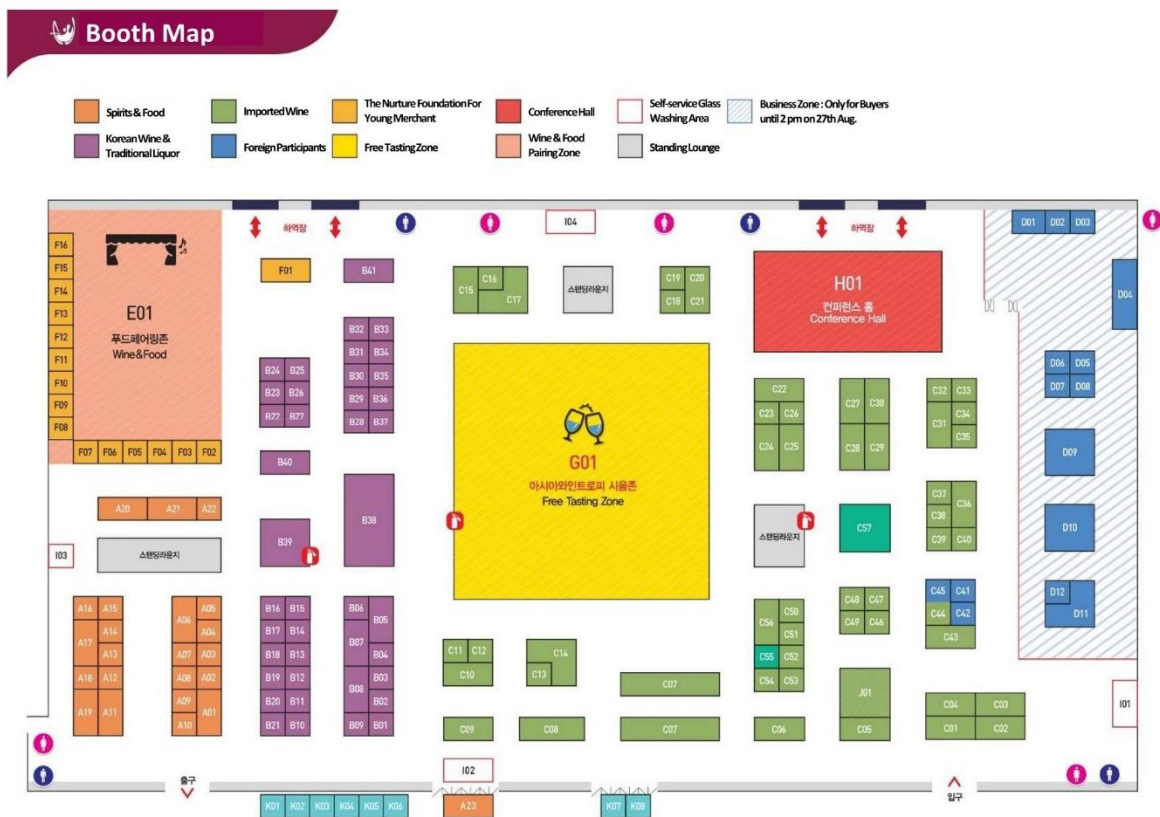 Booth Map
Spirits & Food
Imported Wine
The Nurture Foundation For
Young Merchant
Conference Hall
Self-service Glass
Washing Area
Business Zone : Only for Buyers
until 2 pm on 27th Aug.
Korean Wine &
Traditional Liquor
Foreign Participants
Free Tasting Zone
Wine & Food
Pairing Zone
Standing Lounge
하역장
I04
하역장
D01 D02 D03
F16
F15
F14
F13
F12
F11
F10
F09
F08
E01
푸드페어링존
Wine&Food
F07 F06 F05 F04 F03 F02
F01
B41
C15 C16 C17
스탠딩라운지
C19 C20
C18 C21
H01
컨퍼런스 홀
Conference Hall
D04
B32 B33
B31 B34
B30 B35
B29 B36
B28 B37
B24 B25
B23 B26
B22 B27
B40
B38
B39
G01
아시아와인트로피 시음존
Free Tasting Zone
C22
C23 C26
C24 C25
C27 C30
C28 C29
C32 C33
C31 C34
C35
D06 D05
D07 D08
D09
D10
D12
D11
A20 A21 A22
I03
스탠딩라운지
스탠딩라운지
C57
C37 C36
C38
C39 C40
A16 A15
A17 A14
A13
A18 A12
A19 A11
A06 A05
A04
A07 A03
A08 A02
A09 A01
A10
B16 B15
B17 B14
B18 B13
B19 B12
B20 B11
B21 B10
B06 B05
B07 B04
B08 B03
B02
B09 B01
C11 C12
C10
C14
C13
C07
C09
C08
C07
C56 C50
C51
C55 C52
C54 C53
C06
C48 C47
C49 C46
J01
C05
C45 C41
C44 C42
C43
C04 C03
C01 C02
I01
I02
출구
입구
K01 K02 K03 K04 K05 K06
A23
K07 K08